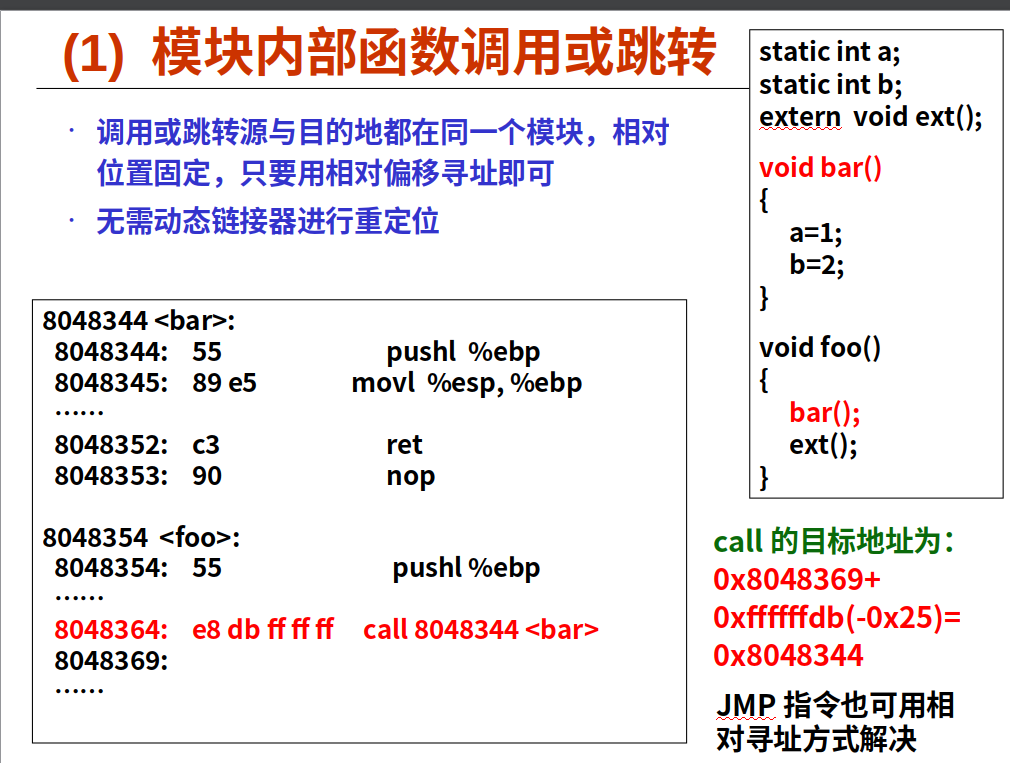 (1) 模块内部函数调用或跳转
· 调用或跳转源与目的地都在同一个模块，相对
位置固定，只要用相对偏移寻址即可
· 无需动态链接器进行重定位
8048344 <bar>:
8048344: 55 pushl %ebp
8048345: 89 e5 movl %esp, %ebp
……
8048352: c3 ret
8048353: 90 nop
8048354 <foo>:
8048354: 55 pushl %ebp
……
8048364: e8 db ff ff ff call 8048344 <bar>
8048369:
……
static int a;
static int b;
extern void ext();
void bar()
{
a=1;
b=2;
}
void foo()
{
bar();
ext();
}
call 的目标地址为：
0x8048369+
0xffffffdb(-0x25)=
0x8048344
JMP 指令也可用相
对寻址方式解决